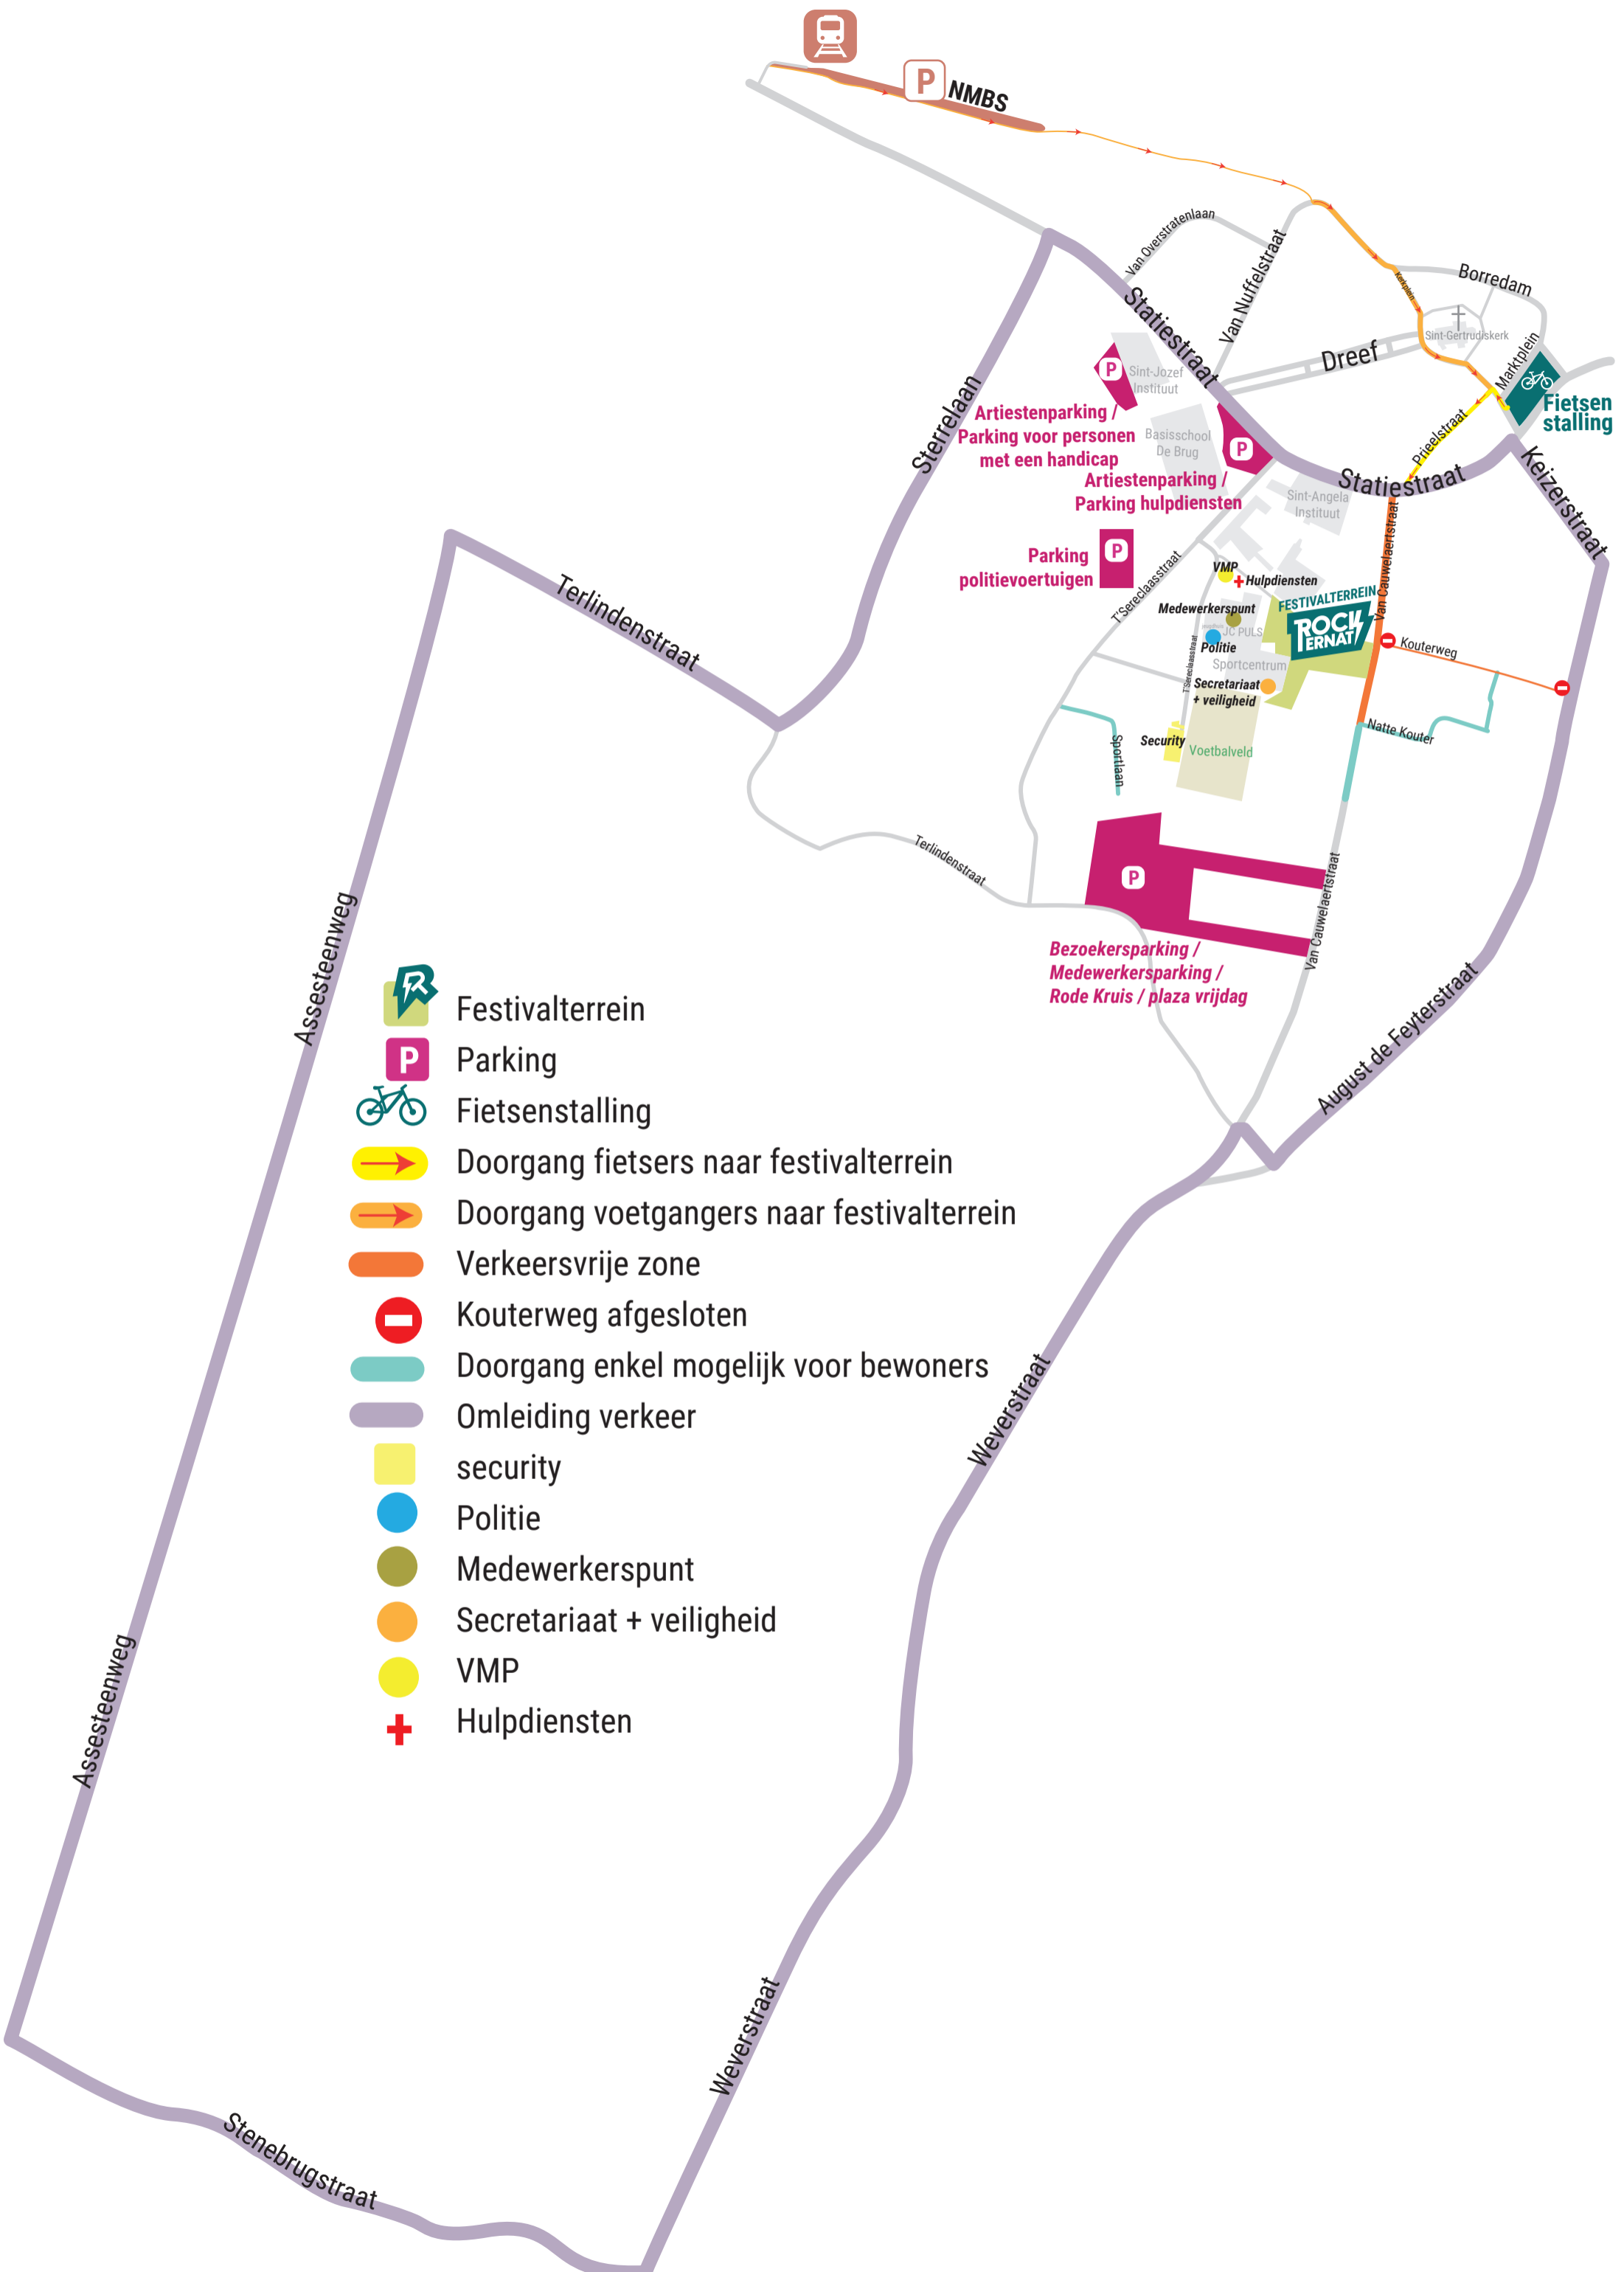 P NMBS
Van Overstratenlaan
Van Nuffelstraat
Borredam
Kerkplein
Statiestraat
Sint-Gertrudiskerk
Dreef
Marktplein
P
Sint-Jozef
Instituut
Fietsen
stalling
Sterrelaan
Artiestenparking /
Parking voor personen
met een handicap
Basisschool
De Brug
P
Prieelstraat
Artiestenparking /
Parking hulpdiensten
Statiestraat
Keizerstraat
Sint-Angela
Instituut
Van Cauwelaertstraat
P
Parking
politievoertuigen
T'Sereclaesstraat
VMP
Hulpdiensten
Terlindenstraat
Medewerkerspunt
FESTIVALTERREIN
ROCK
TERNAT
JC PULS
Politie
Kouterweg
Sportcentrum
T'Sereclaesstraat
Secretariaat
+ veiligheid
Natte Kouter
Security
Voetbalveld
Sportlaan
Terlindenstraat
P
Van Cauwelaertstraat
Bezoekersparking /
Medewerkersparking /
Rode Kruis / plaza vrijdag
Assesteenweg
August de Feyterstraat
R
Festivalterrein
P Parking
Fietsenstalling
Doorgang fietsers naar festivalterrein
Doorgang voetgangers naar festivalterrein
Verkeersvrije zone
Kouterweg afgesloten
Doorgang enkel mogelijk voor bewoners
Omleiding verkeer
security
Politie
Medewerkerspunt
Secretariaat + veiligheid
VMP
Hulpdiensten
Weverstraat
Assesteenweg
Weverstraat
Stenebrugstraat